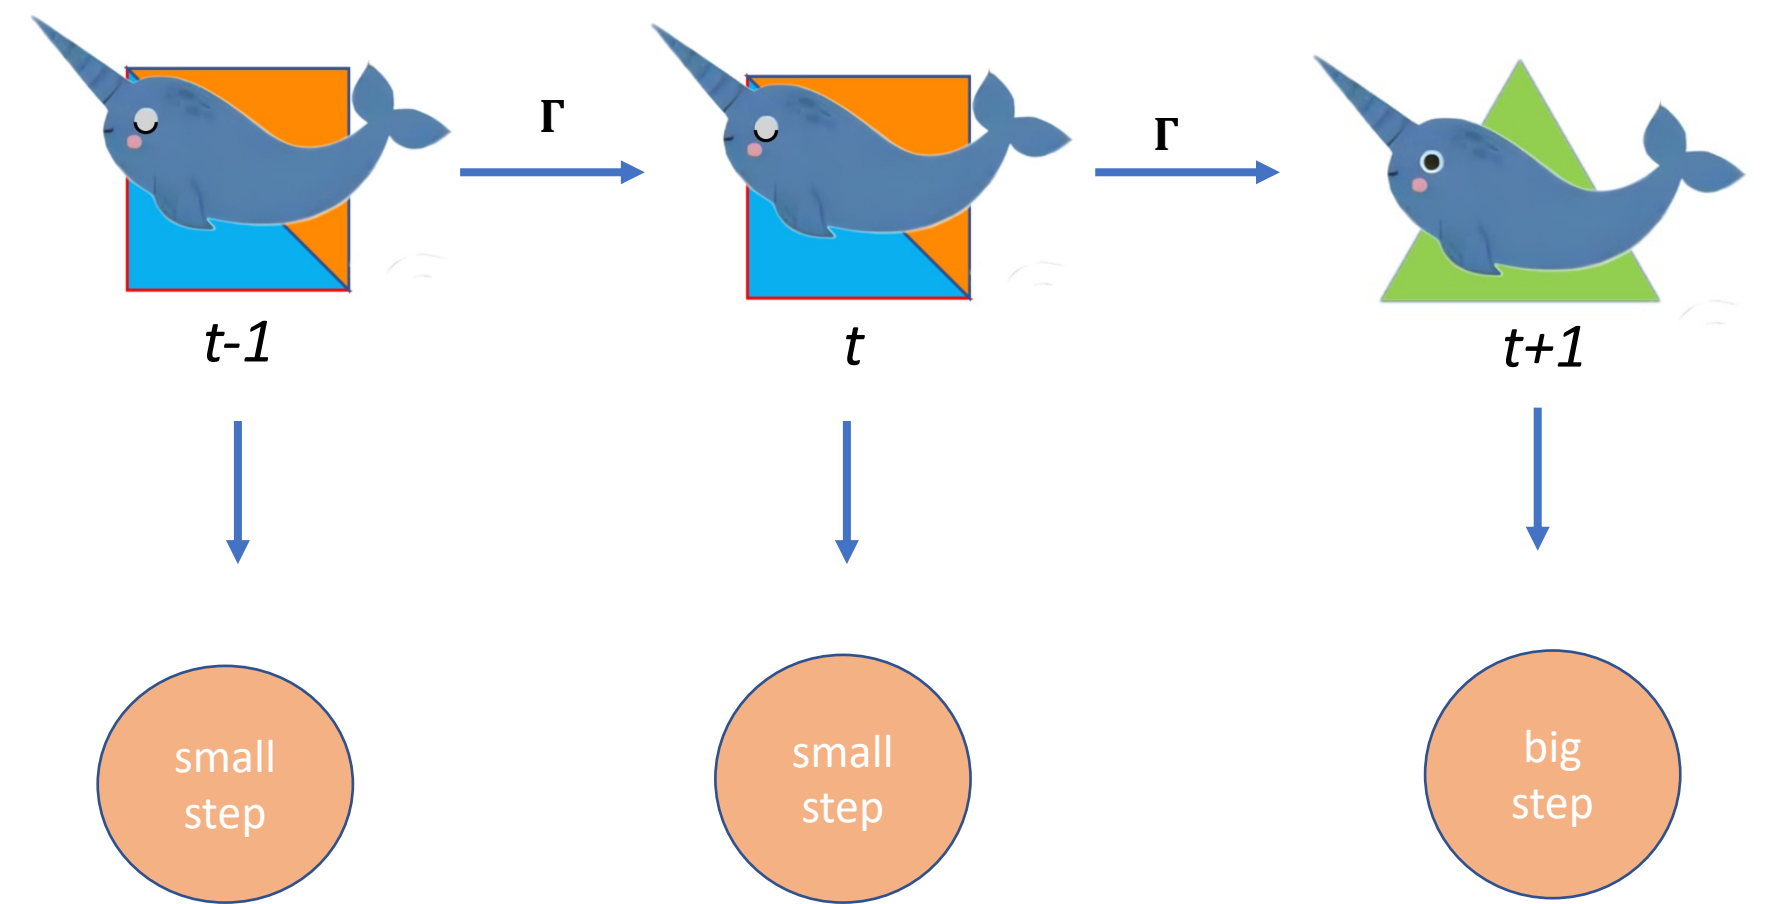 Γ
Γ
t-1
t
t+1
small
step
small
step
big
step